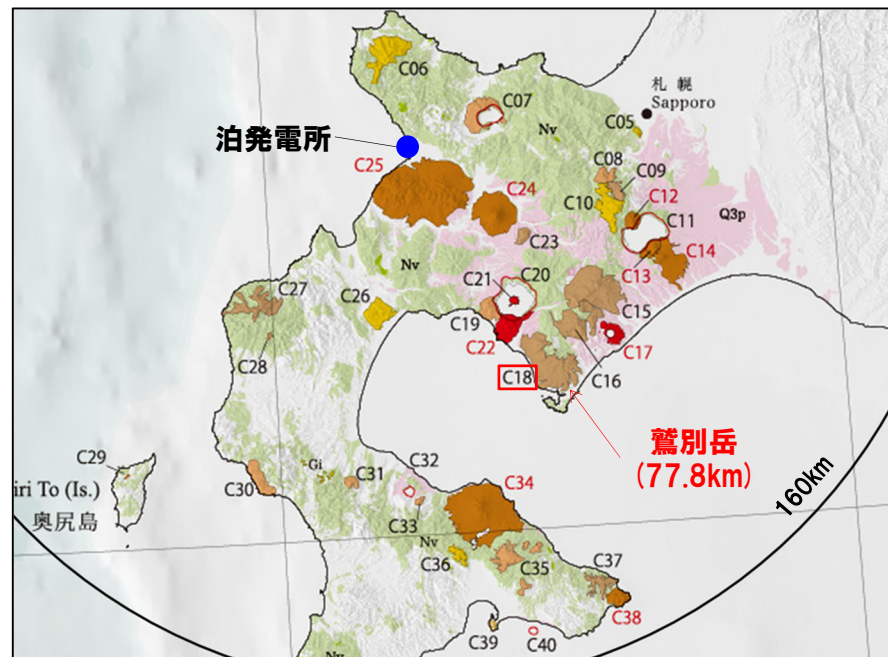 C06
C07
札幌
Sapporo
C05
Nv
泊発電所
C25
C24
C08
C09
C10
C12
C11
Q3p
C23
C13
C14
Nv
C21
C20
C27
C26
C19
C15
C22
C17
C28
C18
C16
鷲別岳
(77.8km)
160km
C29
iri To (Is.)
奥尻島
Gi
C30
C31
C32
C34
C33
Nv
C36
C35
C37
C38
C39
C40
Nv